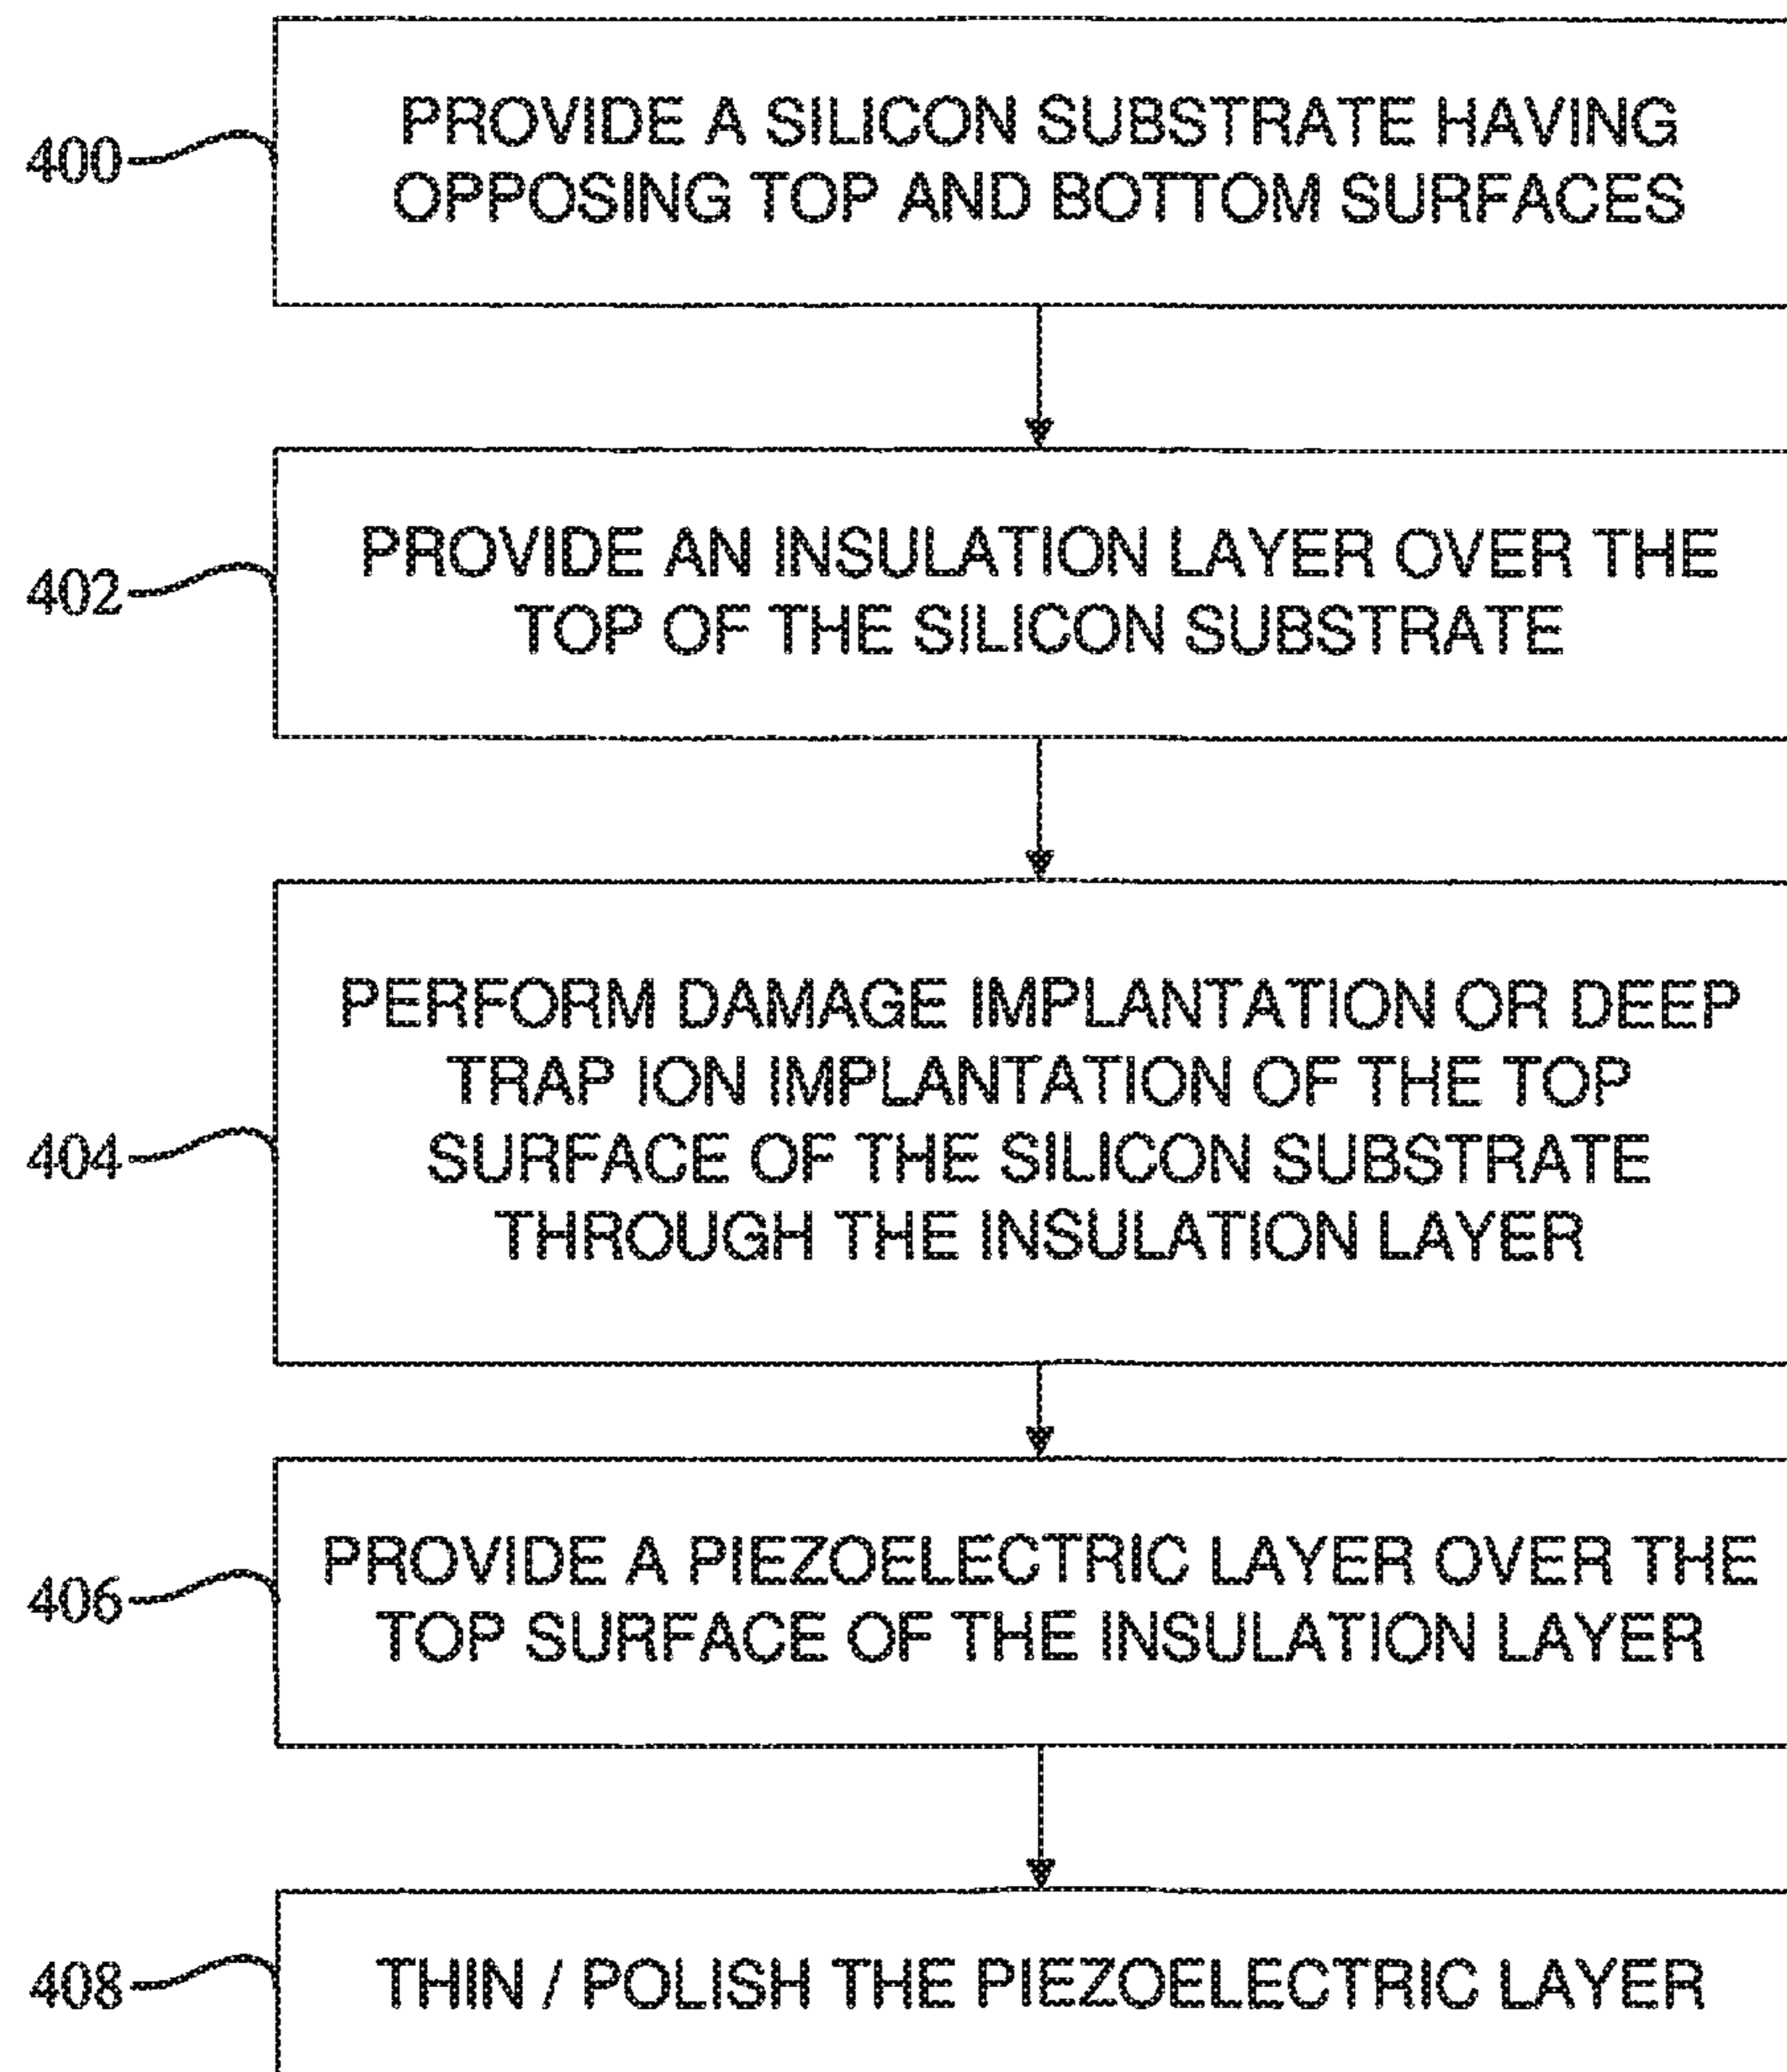 400
PROVIDE A SILICON SUBSTRATE HAVING
OPPOSING TOP AND BOTTOM SURFACES
402
PROVIDE AN INSULATION LAYER OVER THE
TOP OF THE SILICON SUBSTRATE
404
PERFORM DAMAGE IMPLANTATION OR DEEP
TRAP ION IMPLANTATION OF THE TOP
SURFACE OF THE SILICON SUBSTRATE
THROUGH THE INSULATION LAYER
406
PROVIDE A PIEZOELECTRIC LAYER OVER THE
TOP SURFACE OF THE INSULATION LAYER
408
THIN / POLISH THE PIEZOELECTRIC LAYER